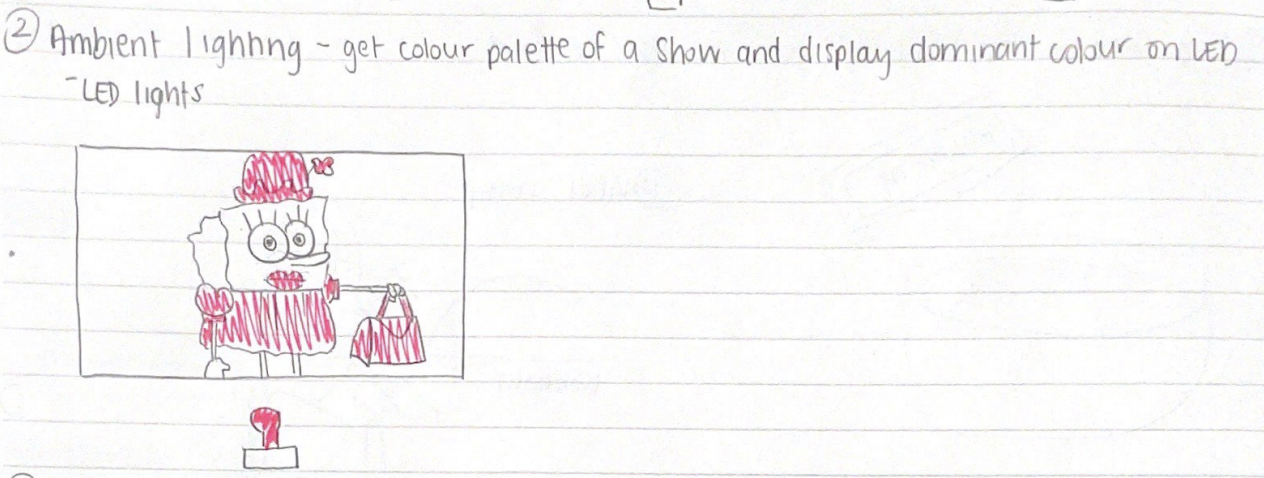 ② Ambient lighting - get colour palette of a show and display dominant colour on LED
- LED lights